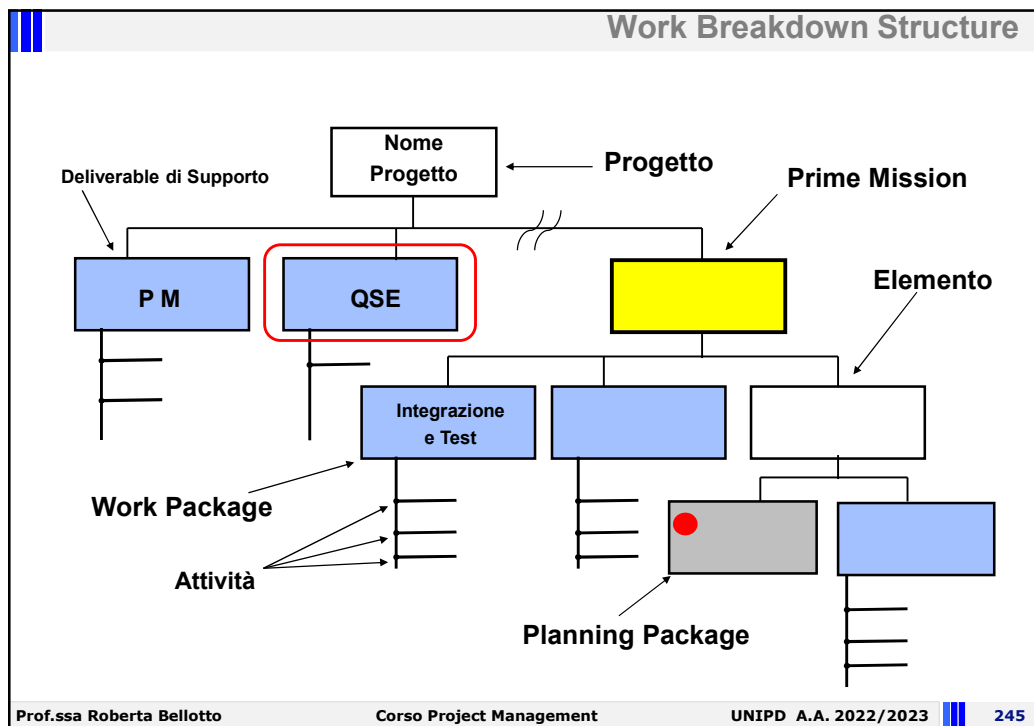 Work Breakdown Structure
Nome
Progetto
Progetto
Deliverable di Supporto
Prime Mission
P M
QSE
Elemento
Integrazione
e Test
Work Package
Attività
Planning Package
Prof.ssa Roberta Bellotto
Corso Project Management
UNIPD A.A. 2022/2023
245